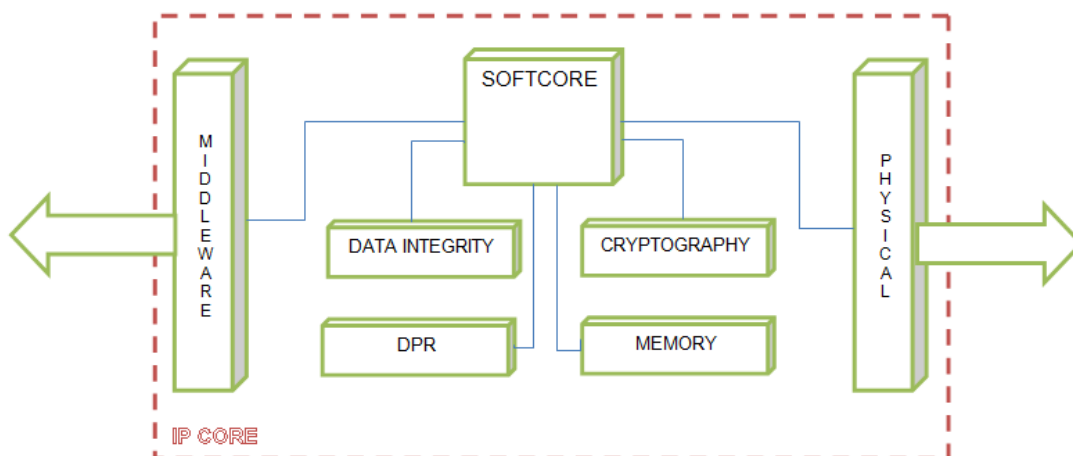 SOFTCORE
MIDDLEWARE
PHYSICAL
DATA INTEGRITY
CRYPTOGRAPHY
DPR
MEMORY
IP CORE